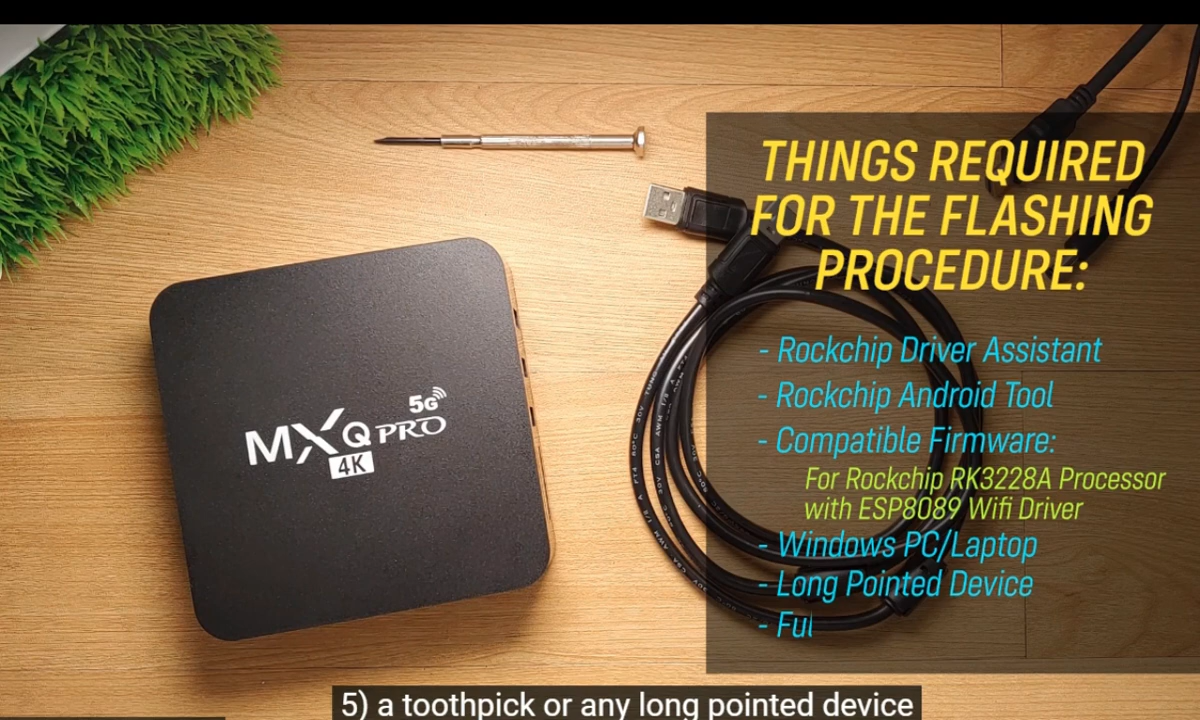 THINGS REQUIRED
FOR THE FLASHING
PROCEDURE:
- Rockchip Driver Assistant
- Rockchip Android Tool
- Compatible Firmware:
For Rockchip RK3228A Processor
with ESP8089 Wifi Driver
- Windows PC/Laptop
- Long Pointed Device
- Ful
5G
MXQ PRO
4K
5) a toothpick or any long pointed device